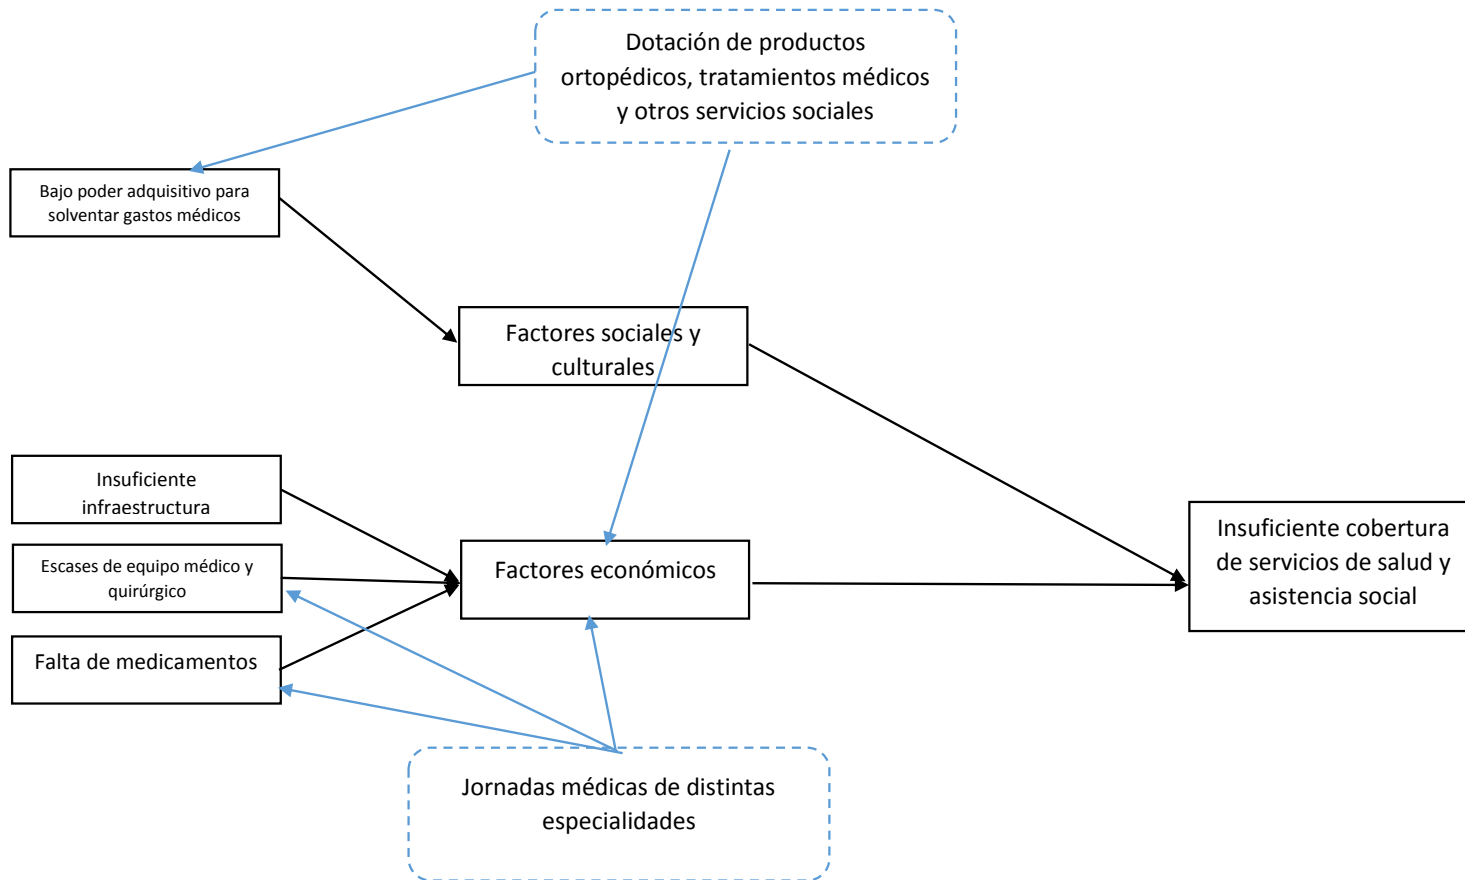 Dotación de productos
ortopédicos, tratamientos médicos
y otros servicios sociales
Bajo poder adquisitivo para
solventar gastos médicos
Factores sociales y
culturales
Insuficiente
infraestructura
Escases de equipo médico y
quirúrgico
Falta de medicamentos
Factores económicos
Insuficiente cobertura
de servicios de salud y
asistencia social
Jornadas médicas de distintas
especialidades